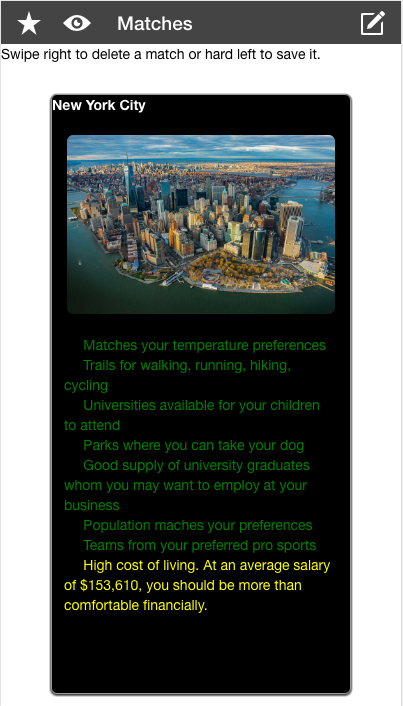 Matches
Swipe right to delete a match or hard left to save it.
New York City
Matches your temperature preferences
Trails for walking, running, hiking,
cycling
Universities available for your children
to attend
Parks where you can take your dog
Good supply of university graduates
whom you may want to employ at your
business
Population maches your preferences
Teams from your preferred pro sports
High cost of living. At an average salary
of $153,610, you should be more than
comfortable financially.